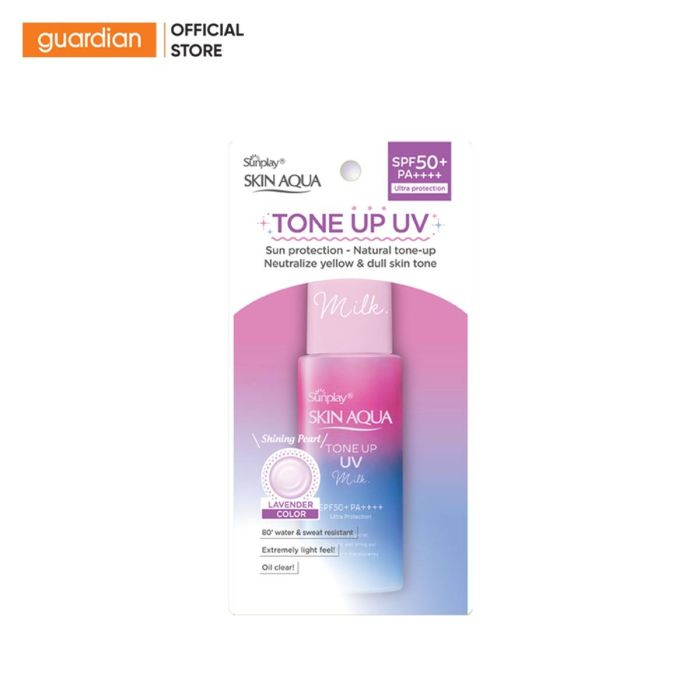 guardian
OFFICIAL
STORE
Sunplay®
SKIN AQUA
SPF50+
PA++++
Ultra protection
TONE UP UV
Sun protection - Natural tone-up
Neutralize yellow & dull skin tone
Milk.
Sunplay®
SKIN AQUA
TONE UP
UV
Milk.
SPF50+PA++++
Ultra Protection
\ Shining Pearl /
LAVENDER
COLOR
80' water & sweat resistant
Extremely light feel!
Oil clear!